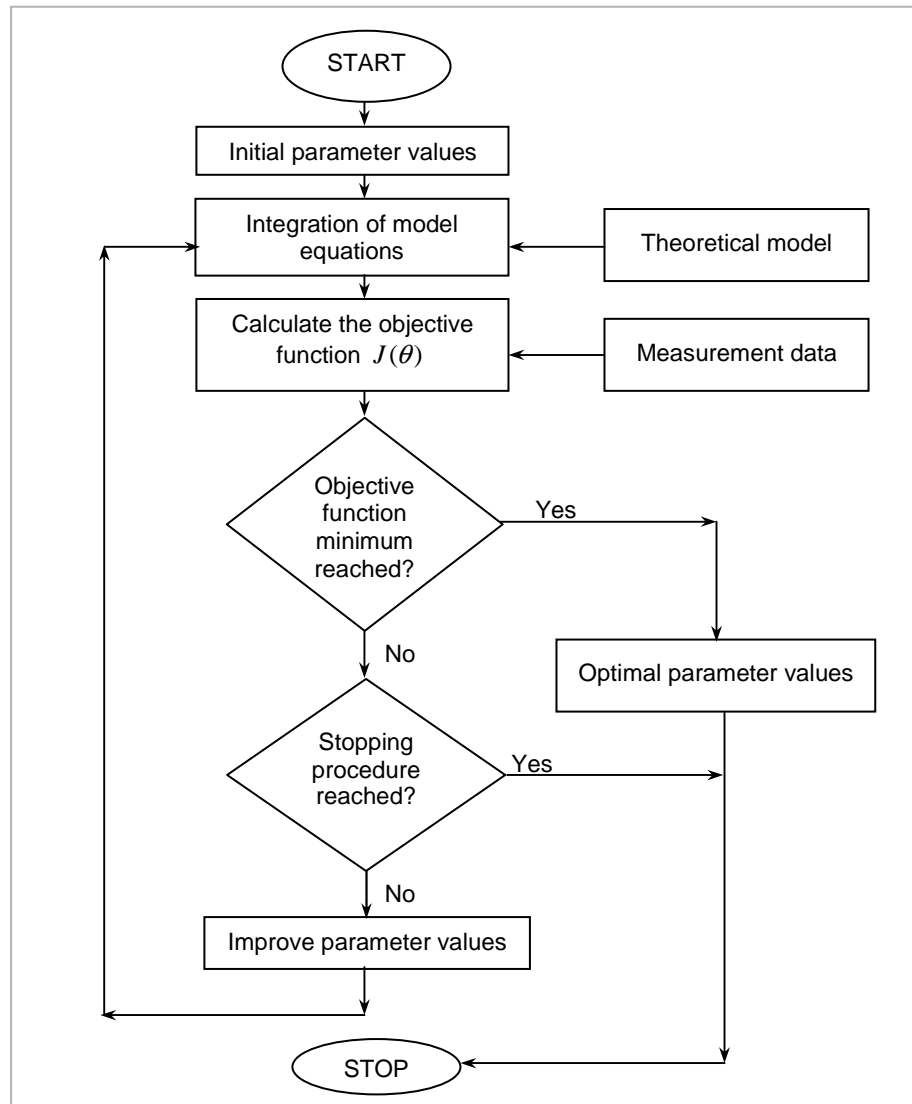 START
Initial parameter values
Integration of model
equations
Theoretical model
Calculate the objective
function J(θ)
Measurement data
Objective
function
minimum
reached?
Yes
No
Optimal parameter values
Stopping
procedure
reached?
Yes
No
Improve parameter values
STOP